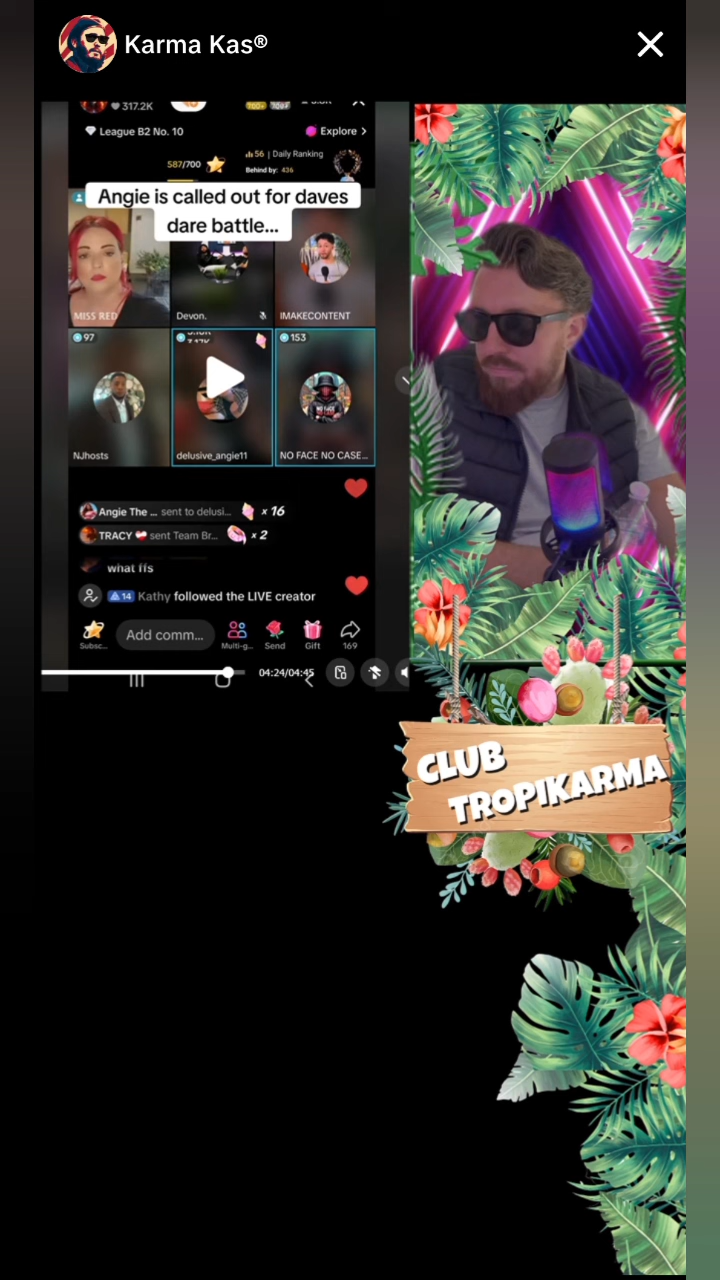 Karma Kas®
317.2K
League B2 No. 10
Explore >
587/700
56 | Daily Ranking
Behind by: 436
Angie is called out for daves
dare battle...
MISS RED
Devon.
IMAKECONTENT
97
153
NJhosts
delusive_angie11
NO FACE NO CASE...
Angie The ... sent to delusi... x 16
TRACY sent Team Br... x 2
what ffs
14 Kathy followed the LIVE creator
Add comm...
Subsc...
Multi-g...
Send
Gift
169
04:24/04:45
CLUB
TROPIKARMA